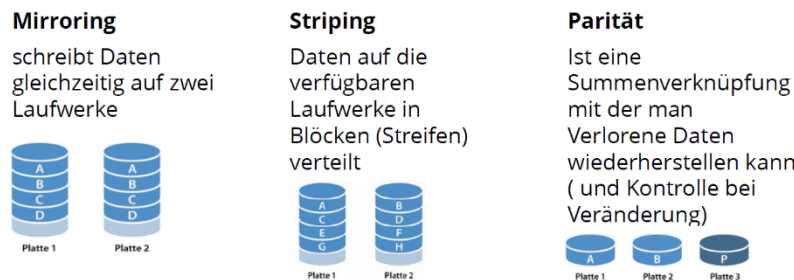 Mirroring
schreibt Daten
gleichzeitig auf zwei
Laufwerke
A
B
C
D
Platte 1
A
B
C
D
Platte 2
Striping
Daten auf die
verfügbaren
Laufwerke in
Blöcken (Streifen)
verteilt
A
C
E
G
Platte 1
B
D
F
H
Platte 2
Parität
Ist eine
Summenverknüpfung
mit der man
Verlorene Daten
wiederherstellen kann
( und Kontrolle bei
Veränderung)
A
Platte 1
B
Platte 2
P
Platte 3